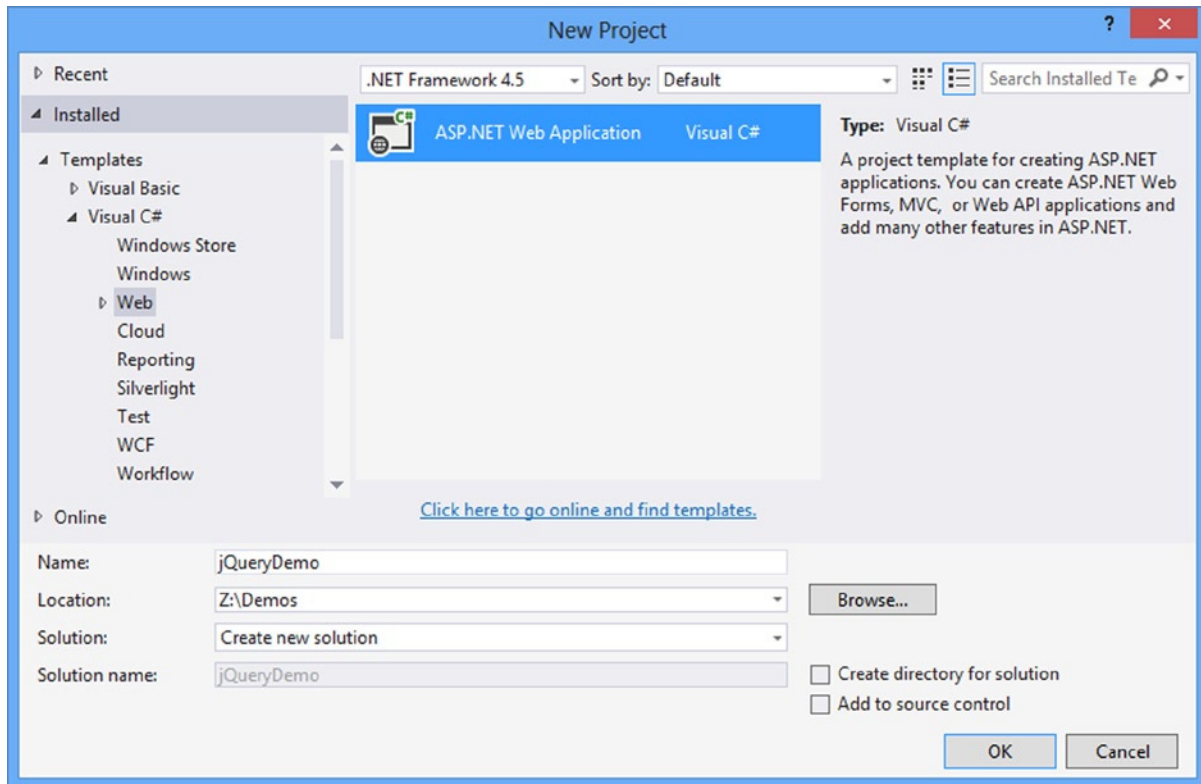 New Project
?
Recent
.NET Framework 4.5
Sort by: Default
Search Installed Te
Installed
Templates
Visual Basic
Visual C#
Windows Store
Windows
Web
Cloud
Reporting
Silverlight
Test
WCF
Workflow
Online
C#
ASP.NET Web Application Visual C#
Click here to go online and find templates.
Type: Visual C#
A project template for creating ASP.NET
applications. You can create ASP.NET Web
Forms, MVC, or Web API applications and
add many other features in ASP.NET.
Name: jQueryDemo
Location: Z:\Demos
Browse...
Solution: Create new solution
Solution name: jQueryDemo
Create directory for solution
Add to source control
OK
Cancel